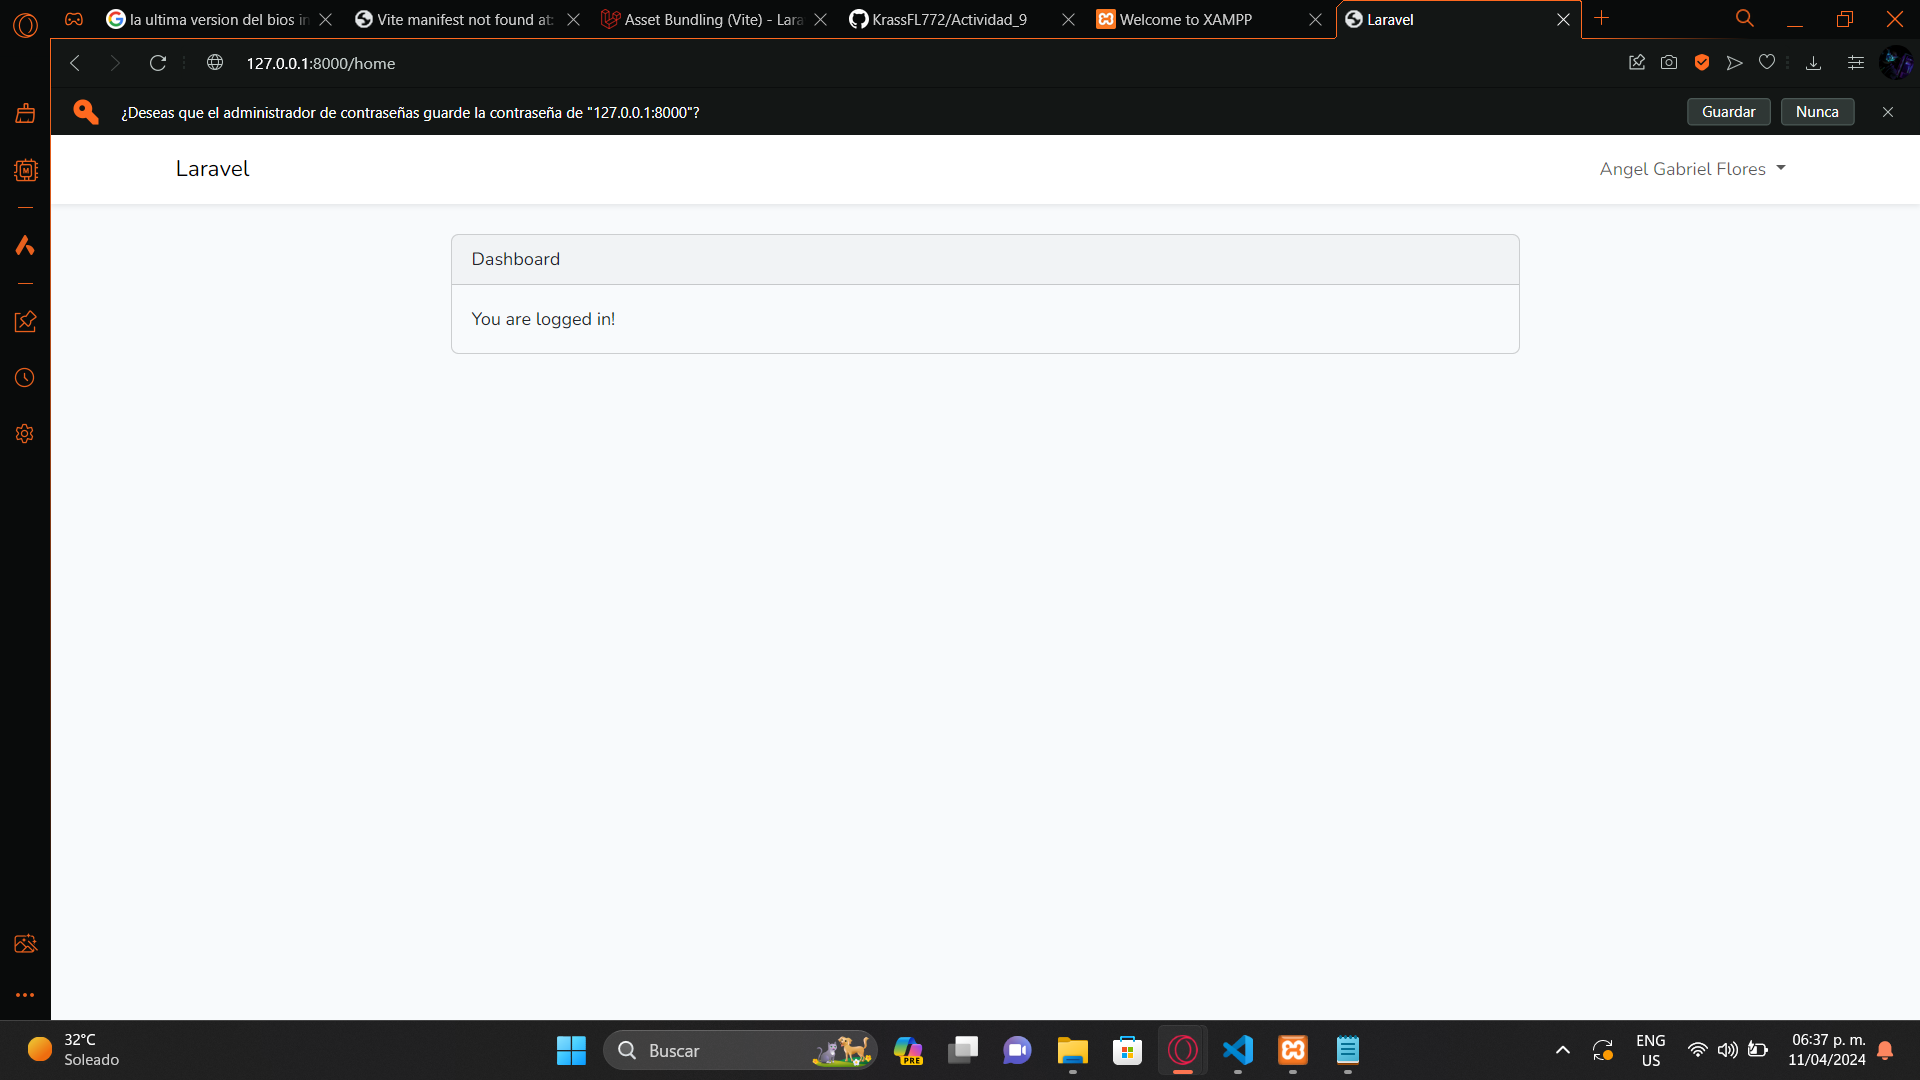 la ultima version del bios in
Vite manifest not found at:
Asset Bundling (Vite) - Lara
KrassFL772/Actividad_9
Welcome to XAMPP
Laravel
127.0.0.1:8000/home
¿Deseas que el administrador de contraseñas guarde la contraseña de "127.0.0.1:8000"?
Guardar
Nunca
Laravel
Angel Gabriel Flores
Dashboard
You are logged in!
32°C
Soleado
Buscar
PRE
ENG
US
06:37 p. m.
11/04/2024